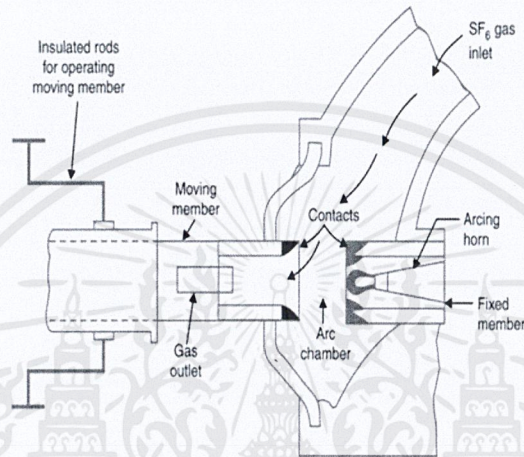 SF6 gas
inlet
Insulated rods
for operating
moving member
Moving
member
Contacts
Arcing
horn
Gas
outlet
Arc
chamber
Fixed
member